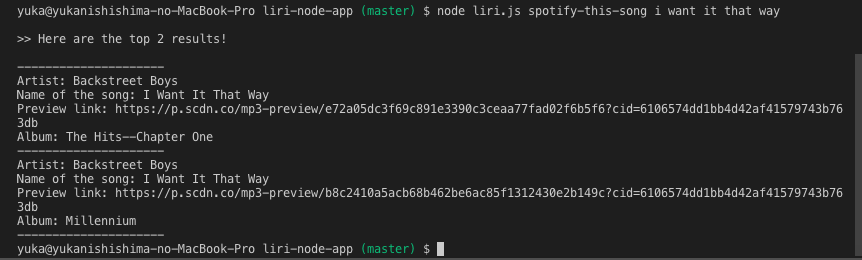 yuka@yukanishishima-no-MacBook-Pro liri-node-app (master) $ node liri.js spotify-this-song i want it that way
>> Here are the top 2 results!
---------------------
Artist: Backstreet Boys
Name of the song: I Want It That Way
Preview link: https://p.scdn.co/mp3-preview/e72a05dc3f69c891e3390c3ceaa77fad02f6b5f6?cid=6106574dd1bb4d42af41579743b76
3db
Album: The Hits--Chapter One
---------------------
Artist: Backstreet Boys
Name of the song: I Want It That Way
Preview link: https://p.scdn.co/mp3-preview/b8c2410a5acb68b462be6ac85f1312430e2b149c?cid=6106574dd1bb4d42af41579743b76
3db
Album: Millennium
---------------------
yuka@yukanishishima-no-MacBook-Pro liri-node-app (master) $